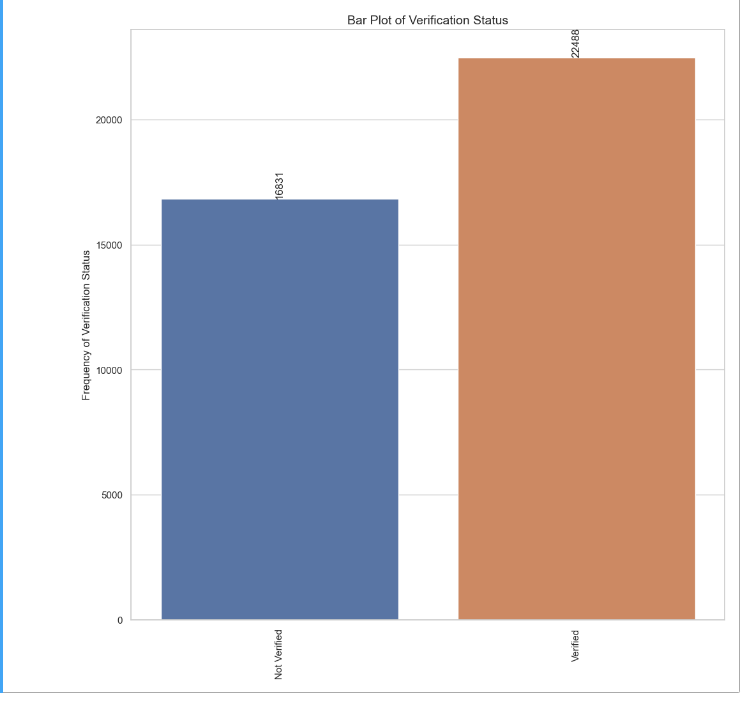 Bar Plot of Verification Status
22488
20000
16831
15000
10000
5000
0
Frequency of Verification Status
Not Verified
Verified